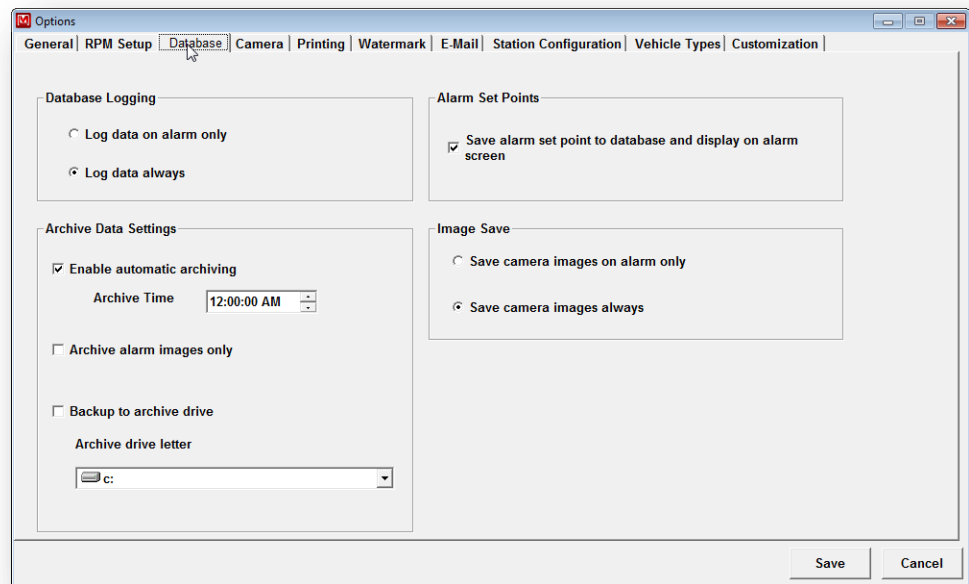 Options
General RPM Setup Database Camera Printing Watermark E-Mail Station Configuration Vehicle Types Customization
Database Logging
Log data on alarm only
Log data always
Alarm Set Points
Save alarm set point to database and display on alarm
screen
Archive Data Settings
Enable automatic archiving
Archive Time 12:00:00 AM
Archive alarm images only
Backup to archive drive
Archive drive letter
c:
Image Save
Save camera images on alarm only
Save camera images always
Save Cancel